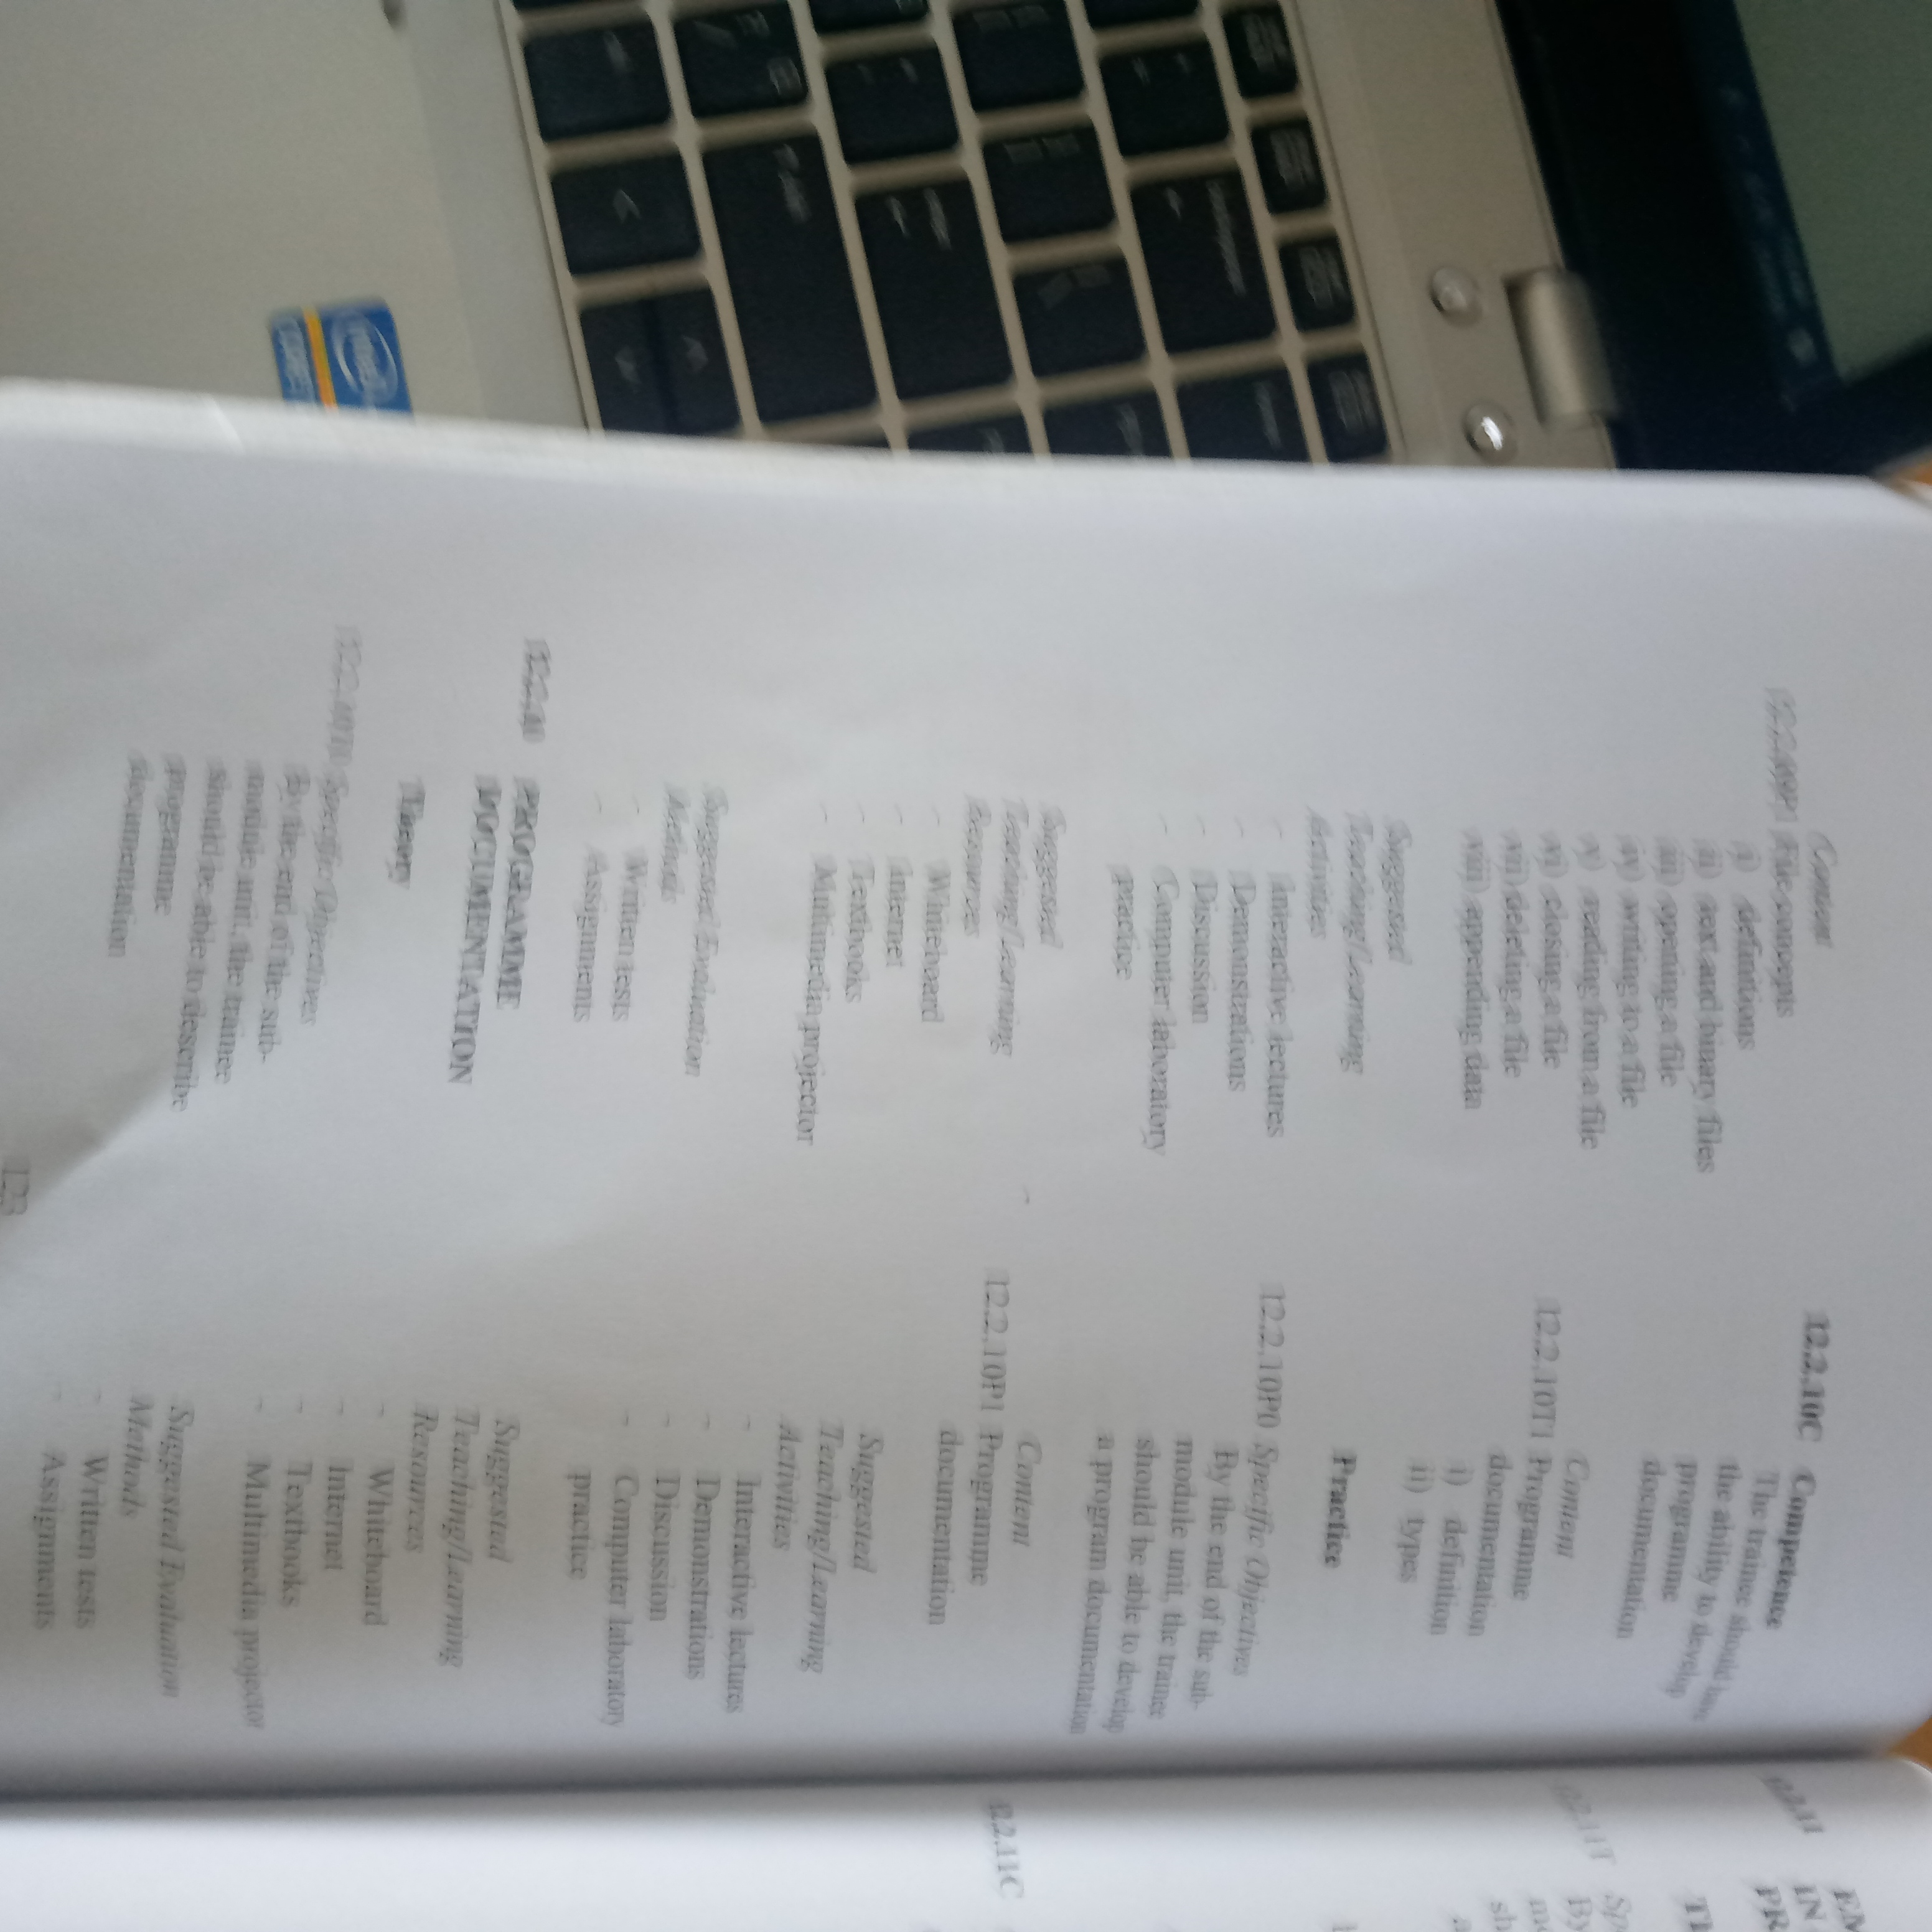 Content
12.2.09P1 File concepts
i) definitions
ii) text and binary files
iii) opening a file
iv) writing to a file
v) reading from a file
vi) closing a file
vii) deleting a file
viii) appending data
Suggested
Teaching/Learning
Activities
- Interactive lectures
- Demonstrations
- Discussion
- Computer laboratory
practice
Suggested
Teaching/Learning
Resources
- Whiteboard
- Internet
- Textbooks
- Multimedia projector
Suggested Evaluation
Methods
- Written tests
- Assignments
12.2.10 PROGRAMME
DOCUMENTATION
Theory
12.2.10T0 Specific Objectives
By the end of the sub-
module unit, the trainee
should be able to describe
programme
documentation
12.2.10C Competence
The trainee should have
the ability to develop
programme
documentation
Content
12.2.10T1 Programme
documentation
i) definition
ii) types
Practice
12.2.10P0 Specific Objectives
By the end of the sub-
module unit, the trainee
should be able to develop
a program documentation
Content
12.2.10P1 Programme
documentation
Suggested
Teaching/Learning
Activities
- Interactive lectures
- Demonstrations
- Discussion
- Computer laboratory
practice
Suggested
Teaching/Learning
Resources
- Whiteboard
- Internet
- Textbooks
- Multimedia projector
Suggested Evaluation
Methods
- Written tests
- Assignments
123
12.2.11
12.2.11T
12.2.11C
backspace
enter
home
intel